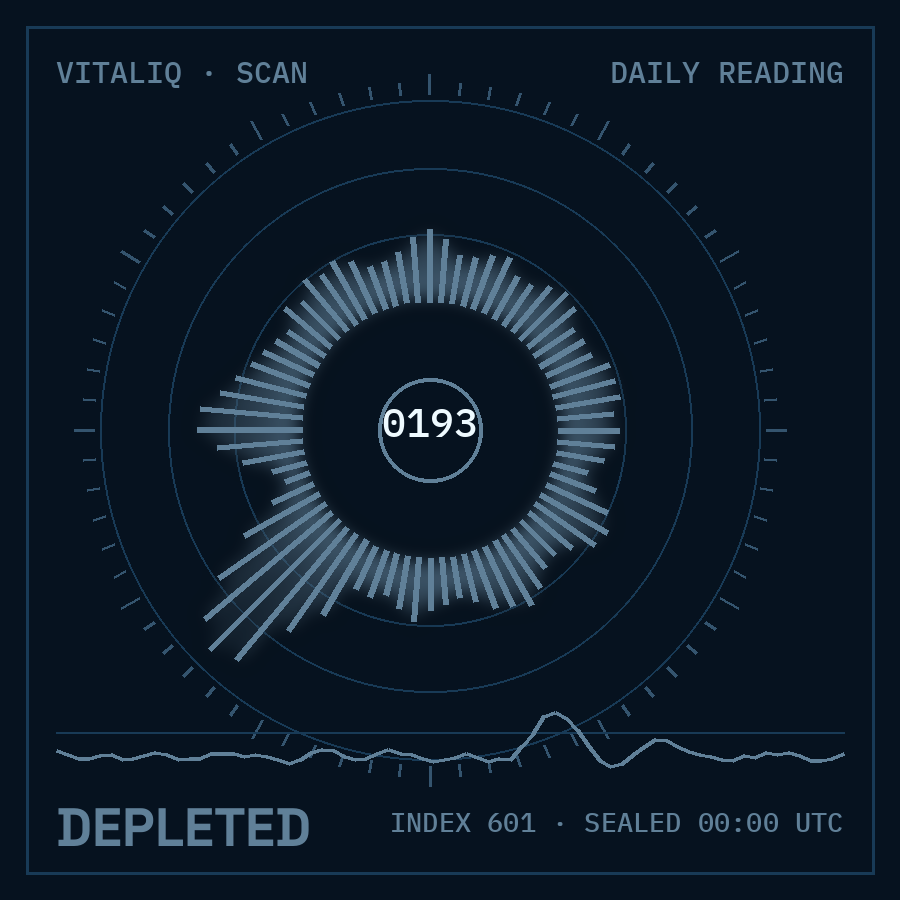 VITALIQ · SCAN
DAILY READING
0193
DEPLETED
INDEX 601 · SEALED 00:00 UTC